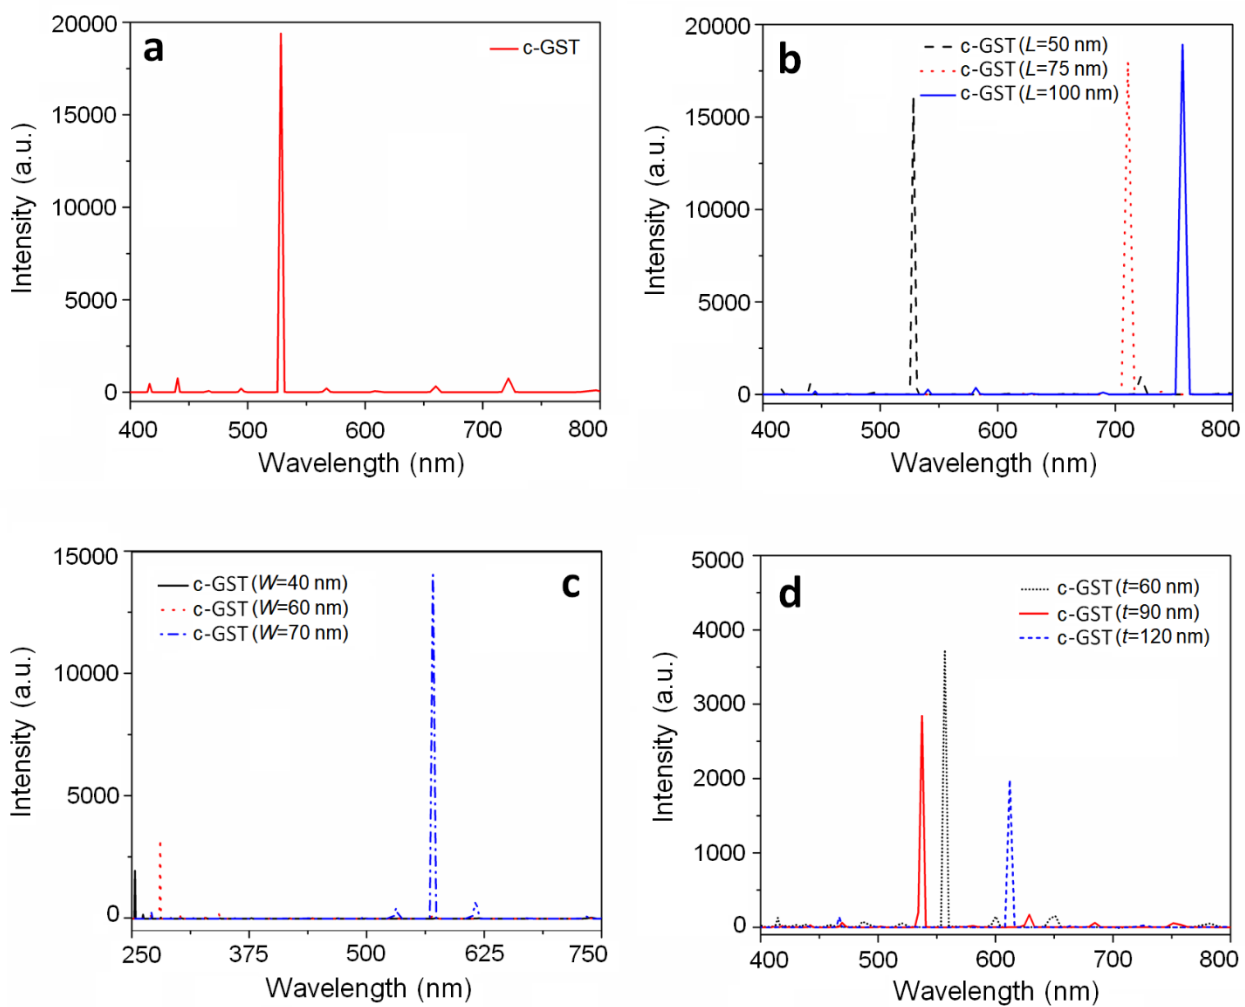 a
c-GST
20000
15000
10000
5000
0
Intensity (a.u.)
400 500 600 700 800
Wavelength (nm)
b
c-GST (L=50 nm)
c-GST (L=75 nm)
c-GST (L=100 nm)
20000
15000
10000
5000
0
Intensity (a.u.)
400 500 600 700 800
Wavelength (nm)
c
c-GST (W=40 nm)
c-GST (W=60 nm)
c-GST (W=70 nm)
15000
10000
5000
0
Intensity (a.u.)
250 375 500 625 750
Wavelength (nm)
d
c-GST (t=60 nm)
c-GST (t=90 nm)
c-GST (t=120 nm)
5000
4000
3000
2000
1000
0
Intensity (a.u.)
400 500 600 700 800
Wavelength (nm)